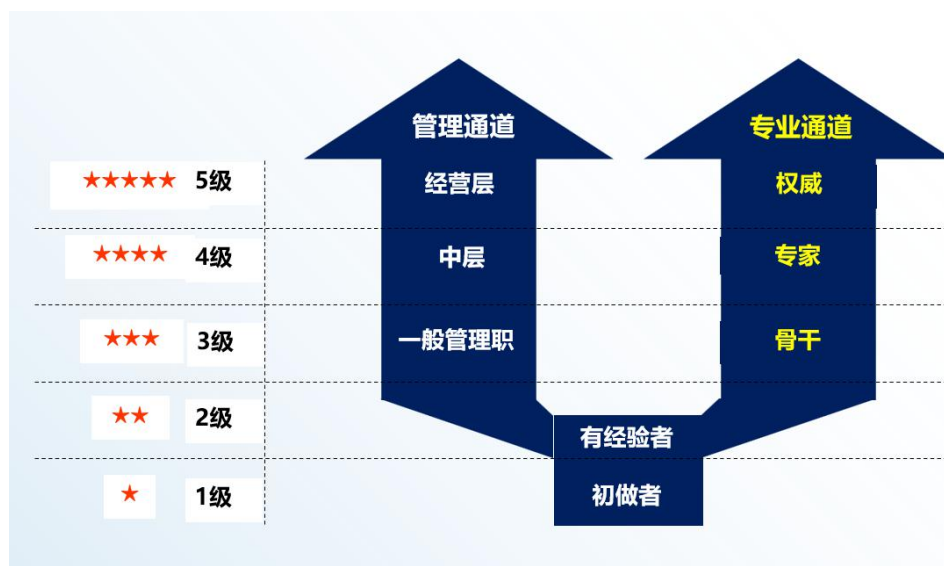 管理通道 专业通道
★★★★★ 5级 经营层 权威
★★★★ 4级 中层 专家
★★★ 3级 一般管理职 骨干
★★ 2级 有经验者
★ 1级 初做者